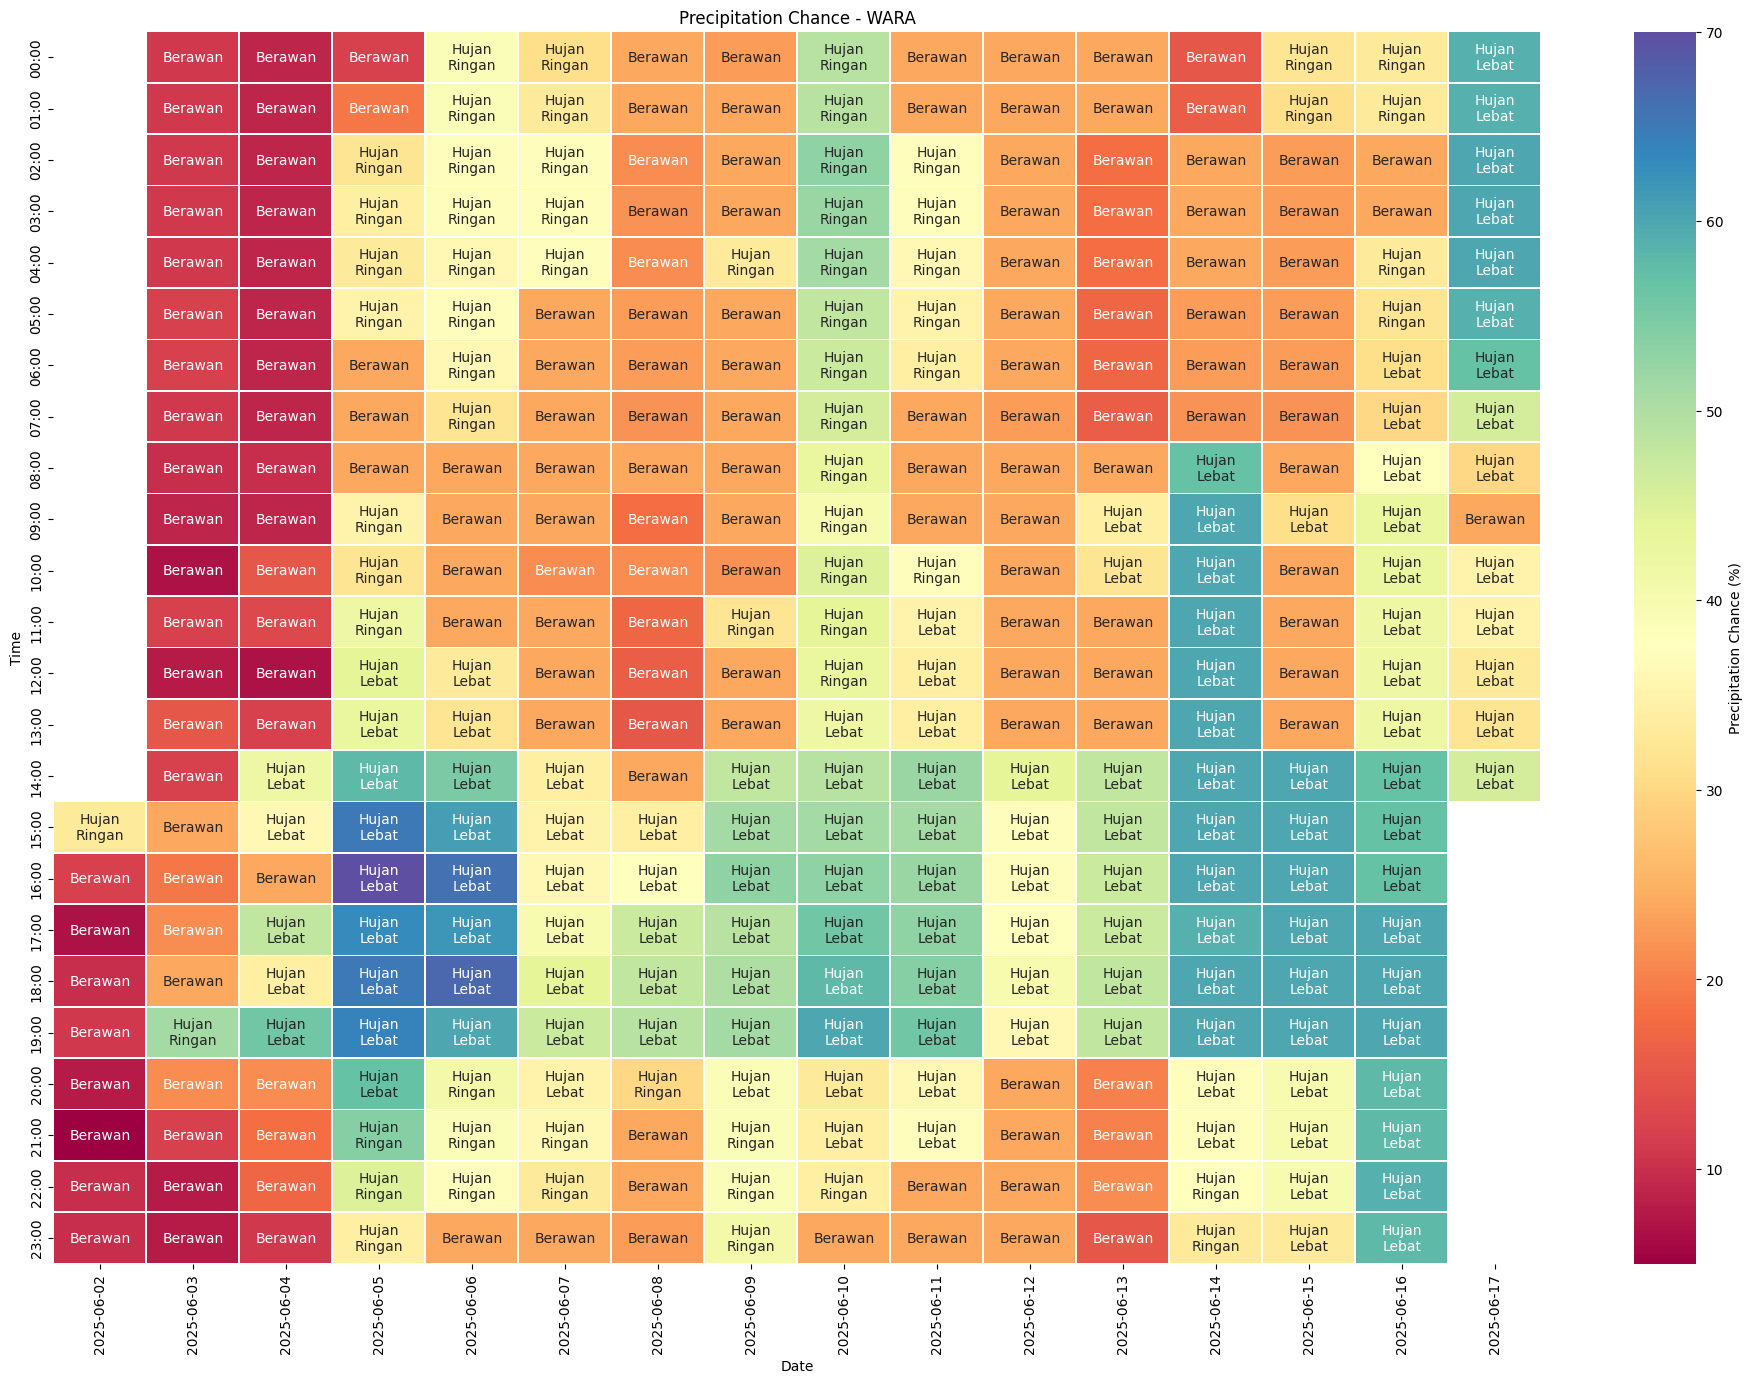 Precipitation Chance - WARA
00:00 Berawan Berawan Berawan Hujan Ringan Hujan Ringan Berawan Berawan Hujan Ringan Berawan Berawan Berawan Berawan Hujan Ringan Hujan Ringan Hujan Lebat
01:00 Berawan Berawan Berawan Hujan Ringan Hujan Ringan Berawan Berawan Hujan Ringan Berawan Berawan Berawan Berawan Hujan Ringan Hujan Ringan Hujan Lebat
02:00 Berawan Berawan Hujan Ringan Hujan Ringan Hujan Ringan Berawan Berawan Hujan Ringan Hujan Ringan Berawan Berawan Berawan Berawan Berawan Hujan Lebat
03:00 Berawan Berawan Hujan Ringan Hujan Ringan Hujan Ringan Berawan Berawan Hujan Ringan Hujan Ringan Berawan Berawan Berawan Berawan Berawan Hujan Lebat
04:00 Berawan Berawan Hujan Ringan Hujan Ringan Hujan Ringan Berawan Hujan Ringan Hujan Ringan Hujan Ringan Berawan Berawan Berawan Berawan Hujan Ringan Hujan Lebat
05:00 Berawan Berawan Hujan Ringan Hujan Ringan Berawan Berawan Berawan Hujan Ringan Hujan Ringan Berawan Berawan Berawan Berawan Hujan Ringan Hujan Lebat
06:00 Berawan Berawan Berawan Hujan Ringan Berawan Berawan Berawan Hujan Ringan Hujan Ringan Berawan Berawan Berawan Berawan Hujan Lebat Hujan Lebat
07:00 Berawan Berawan Berawan Hujan Ringan Berawan Berawan Berawan Hujan Ringan Berawan Berawan Berawan Berawan Berawan Hujan Lebat Hujan Lebat
08:00 Berawan Berawan Berawan Berawan Berawan Berawan Berawan Hujan Ringan Berawan Berawan Berawan Hujan Lebat Berawan Hujan Lebat Hujan Lebat
09:00 Berawan Berawan Hujan Ringan Berawan Berawan Berawan Berawan Hujan Ringan Berawan Berawan Hujan Lebat Hujan Lebat Hujan Lebat Hujan Lebat Berawan
10:00 Berawan Berawan Hujan Ringan Berawan Berawan Berawan Berawan Hujan Ringan Hujan Ringan Berawan Hujan Lebat Hujan Lebat Berawan Hujan Lebat Hujan Lebat
11:00 Berawan Berawan Hujan Ringan Berawan Berawan Berawan Hujan Ringan Hujan Ringan Hujan Lebat Berawan Berawan Hujan Lebat Berawan Hujan Lebat Hujan Lebat
12:00 Berawan Berawan Hujan Lebat Hujan Lebat Berawan Berawan Berawan Hujan Ringan Hujan Lebat Berawan Berawan Hujan Lebat Berawan Hujan Lebat Hujan Lebat
13:00 Berawan Berawan Hujan Lebat Hujan Lebat Berawan Berawan Berawan Hujan Lebat Hujan Lebat Berawan Berawan Hujan Lebat Berawan Hujan Lebat Hujan Lebat
14:00 Berawan Hujan Lebat Hujan Lebat Hujan Lebat Hujan Lebat Berawan Hujan Lebat Hujan Lebat Hujan Lebat Hujan Lebat Hujan Lebat Hujan Lebat Hujan Lebat Hujan Lebat Hujan Lebat
15:00 Hujan Ringan Berawan Hujan Lebat Hujan Lebat Hujan Lebat Hujan Lebat Hujan Lebat Hujan Lebat Hujan Lebat Hujan Lebat Hujan Lebat Hujan Lebat Hujan Lebat Hujan Lebat Hujan Lebat
16:00 Berawan Berawan Berawan Hujan Lebat Hujan Lebat Hujan Lebat Hujan Lebat Hujan Lebat Hujan Lebat Hujan Lebat Hujan Lebat Hujan Lebat Hujan Lebat Hujan Lebat Hujan Lebat
17:00 Berawan Berawan Hujan Lebat Hujan Lebat Hujan Lebat Hujan Lebat Hujan Lebat Hujan Lebat Hujan Lebat Hujan Lebat Hujan Lebat Hujan Lebat Hujan Lebat Hujan Lebat Hujan Lebat
18:00 Berawan Berawan Hujan Lebat Hujan Lebat Hujan Lebat Hujan Lebat Hujan Lebat Hujan Lebat Hujan Lebat Hujan Lebat Hujan Lebat Hujan Lebat Hujan Lebat Hujan Lebat Hujan Lebat
19:00 Berawan Hujan Ringan Hujan Lebat Hujan Lebat Hujan Lebat Hujan Lebat Hujan Lebat Hujan Lebat Hujan Lebat Hujan Lebat Hujan Lebat Hujan Lebat Hujan Lebat Hujan Lebat Hujan Lebat
20:00 Berawan Berawan Berawan Hujan Lebat Hujan Ringan Hujan Lebat Hujan Ringan Hujan Lebat Hujan Lebat Hujan Lebat Berawan Berawan Hujan Lebat Hujan Lebat Hujan Lebat
21:00 Berawan Berawan Berawan Hujan Ringan Hujan Ringan Hujan Ringan Berawan Hujan Ringan Hujan Lebat Hujan Lebat Berawan Berawan Hujan Lebat Hujan Lebat Hujan Lebat
22:00 Berawan Berawan Berawan Hujan Ringan Hujan Ringan Hujan Ringan Berawan Hujan Ringan Hujan Ringan Berawan Berawan Berawan Hujan Ringan Hujan Lebat Hujan Lebat
23:00 Berawan Berawan Berawan Hujan Ringan Berawan Berawan Berawan Hujan Ringan Berawan Berawan Berawan Berawan Hujan Ringan Hujan Lebat Hujan Lebat
Time
2025-06-02 2025-06-03 2025-06-04 2025-06-05 2025-06-06 2025-06-07 2025-06-08 2025-06-09 2025-06-10 2025-06-11 2025-06-12 2025-06-13 2025-06-14 2025-06-15 2025-06-16 2025-06-17
Date
70
60
50
40
30
20
10
Precipitation Chance (%)